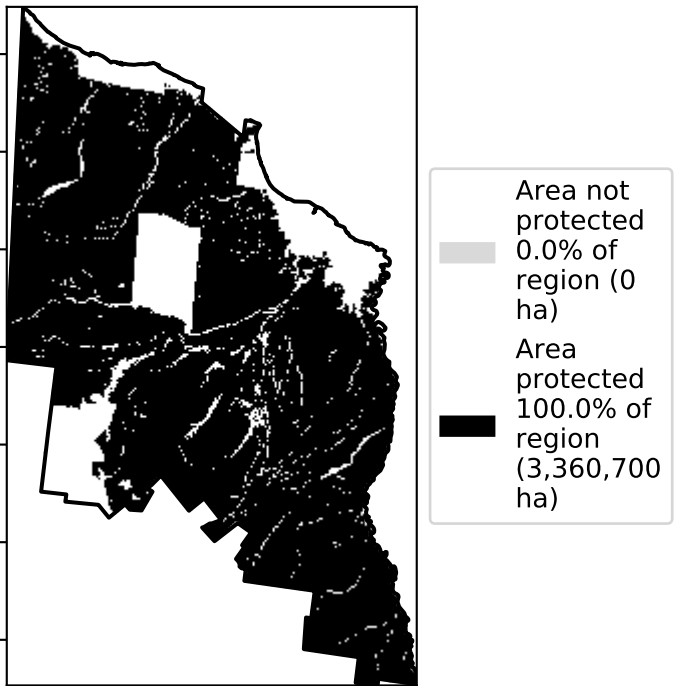 Area not
protected
0.0% of
region (0
ha)
Area
protected
100.0% of
region
(3,360,700
ha)